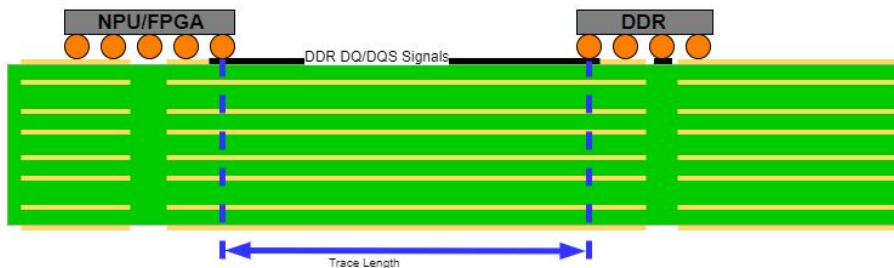 NPU/FPGA
DDR
DDR DQ/DQS Signals
Trace Length